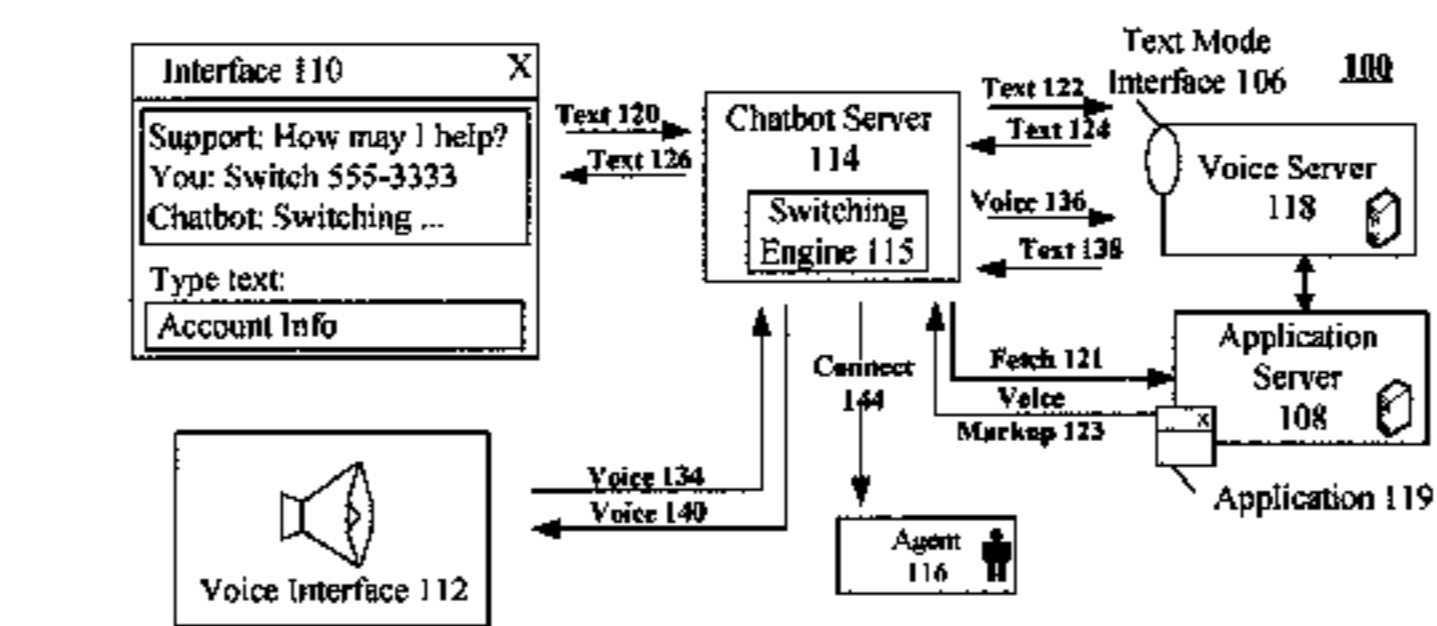 Interface 110
X
Support: How may I help?
You: Switch 555-3333
Chatbot: Switching ...
Type text:
Account Info
Text 120
Text 126
Chatbot Server
114
Switching
Engine 115
Text 122
Text 124
Voice 136
Text 138
Text Mode
Interface 106
100
Voice Server
118
Application
Server
108
X
Application 119
Fetch 121
Voice
Markup 123
Connect
144
Voice 134
Voice 140
Agent
116
Voice Interface 112